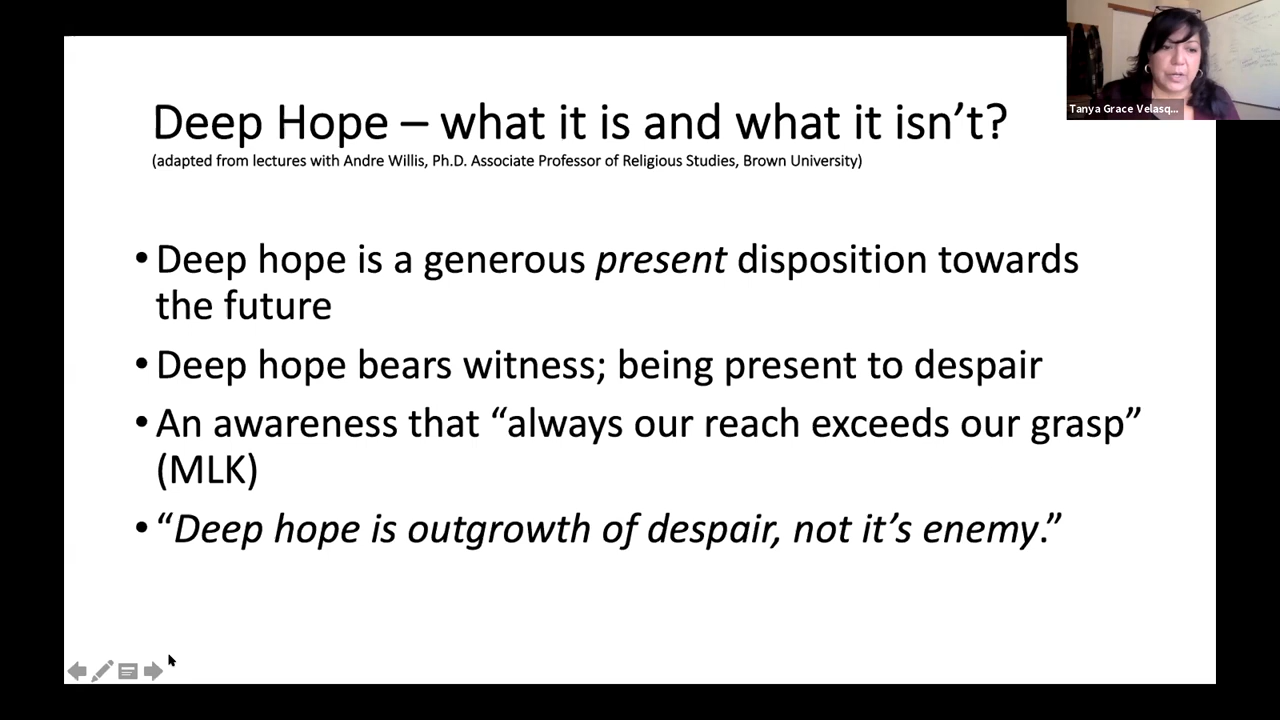 Deep Hope – what it is and what it isn’t?
(adapted from lectures with Andre Willis, Ph.D. Associate Professor of Religious Studies, Brown University)
Tanya Grace Velasq...
• Deep hope is a generous present disposition towards
the future
• Deep hope bears witness; being present to despair
• An awareness that “always our reach exceeds our grasp”
(MLK)
• “Deep hope is outgrowth of despair, not it’s enemy.”